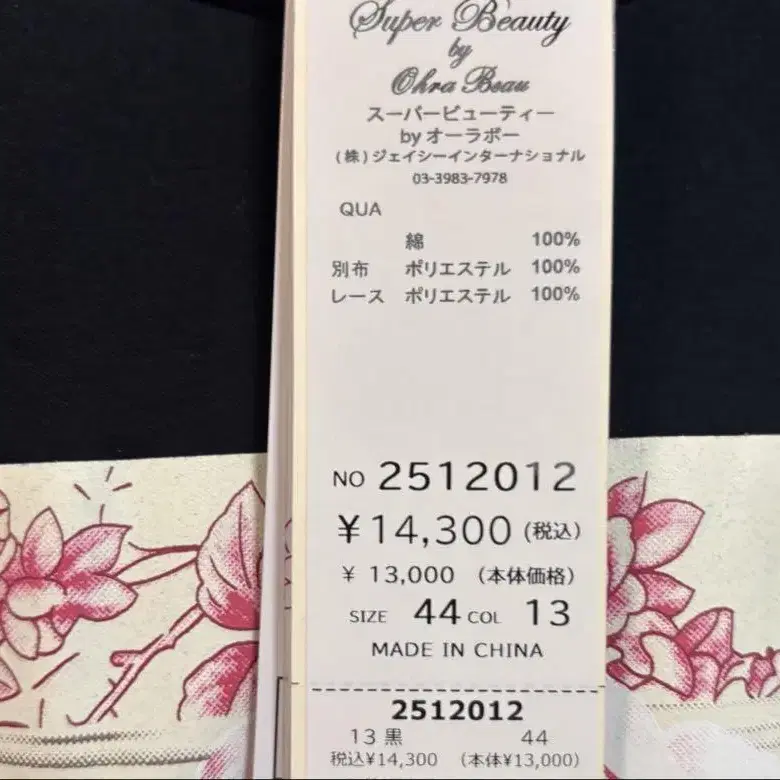 Super Beauty
by
Ohra Beau
スーパービューティー
by オーラボー
(株)ジェイシーインターナショナル
03-3983-7978
QUA
綿 100%
別布 ポリエステル 100%
レース ポリエステル 100%
NO 2512012
¥14,300(税込)
¥ 13,000 (本体価格)
SIZE 44 COL 13
MADE IN CHINA
2512012
13 黒 44
税込¥14,300 (本体¥13,000)